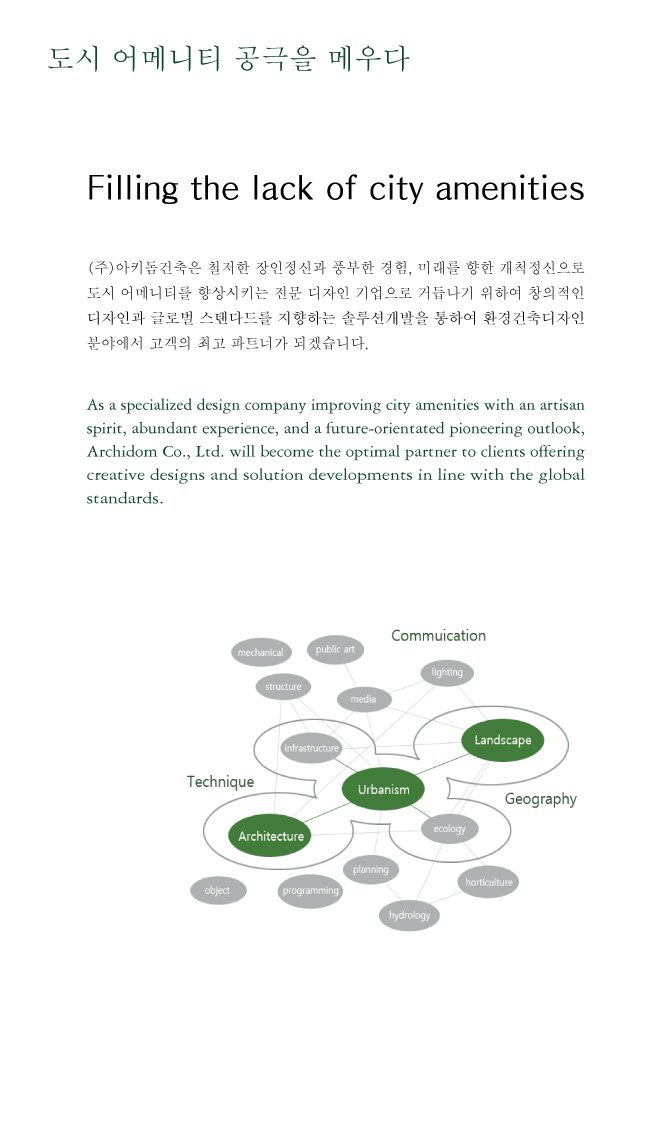 도시 어메니티 공극을 메우다
Filling the lack of city amenities
(주)아키돔건축은 철저한 장인정신과 풍부한 경험, 미래를 향한 개척정신으로
도시 어메니티를 향상시키는 전문 디자인 기업으로 거듭나기 위하여 창의적인
디자인과 글로벌 스탠다드를 지향하는 솔루션개발을 통하여 환경건축디자인
분야에서 고객의 최고 파트너가 되겠습니다.
As a specialized design company improving city amenities with an artisan
spirit, abundant experience, and a future-orientated pioneering outlook,
Archidom Co., Ltd. will become the optimal partner to clients offering
creative designs and solution developments in line with the global
standards.
Commuication
mechanical
public art
lighting
structure
media
infrastructure
Landscape
Technique
Urbanism
Geography
Architecture
ecology
planning
object
programming
horticulture
hydrology